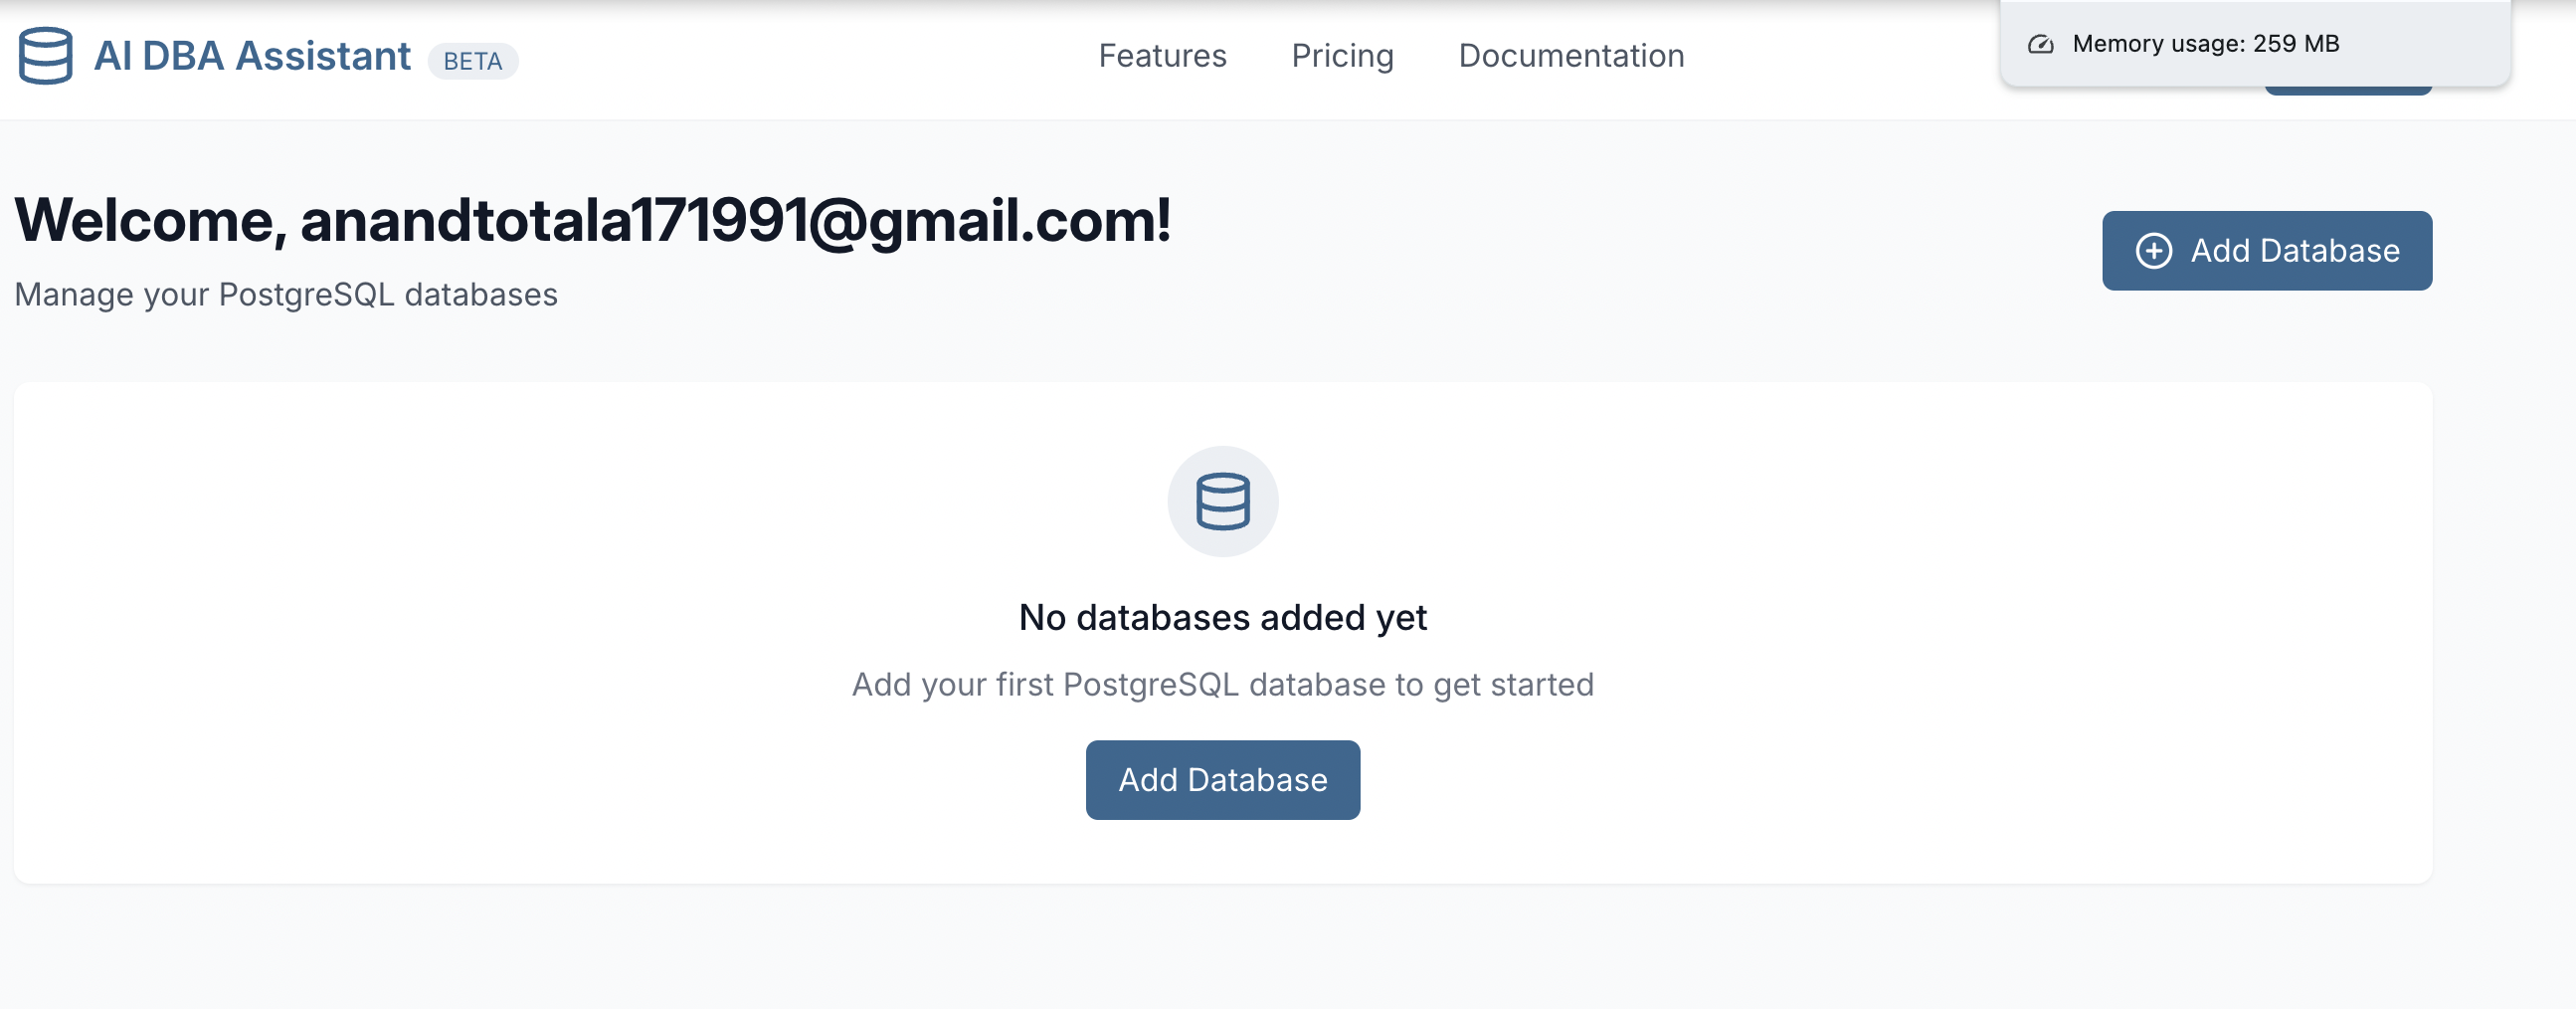 AI DBA Assistant BETA
Features Pricing Documentation
Memory usage: 259 MB
Welcome, anandtotala171991@gmail.com!
Manage your PostgreSQL databases
Add Database
No databases added yet
Add your first PostgreSQL database to get started
Add Database